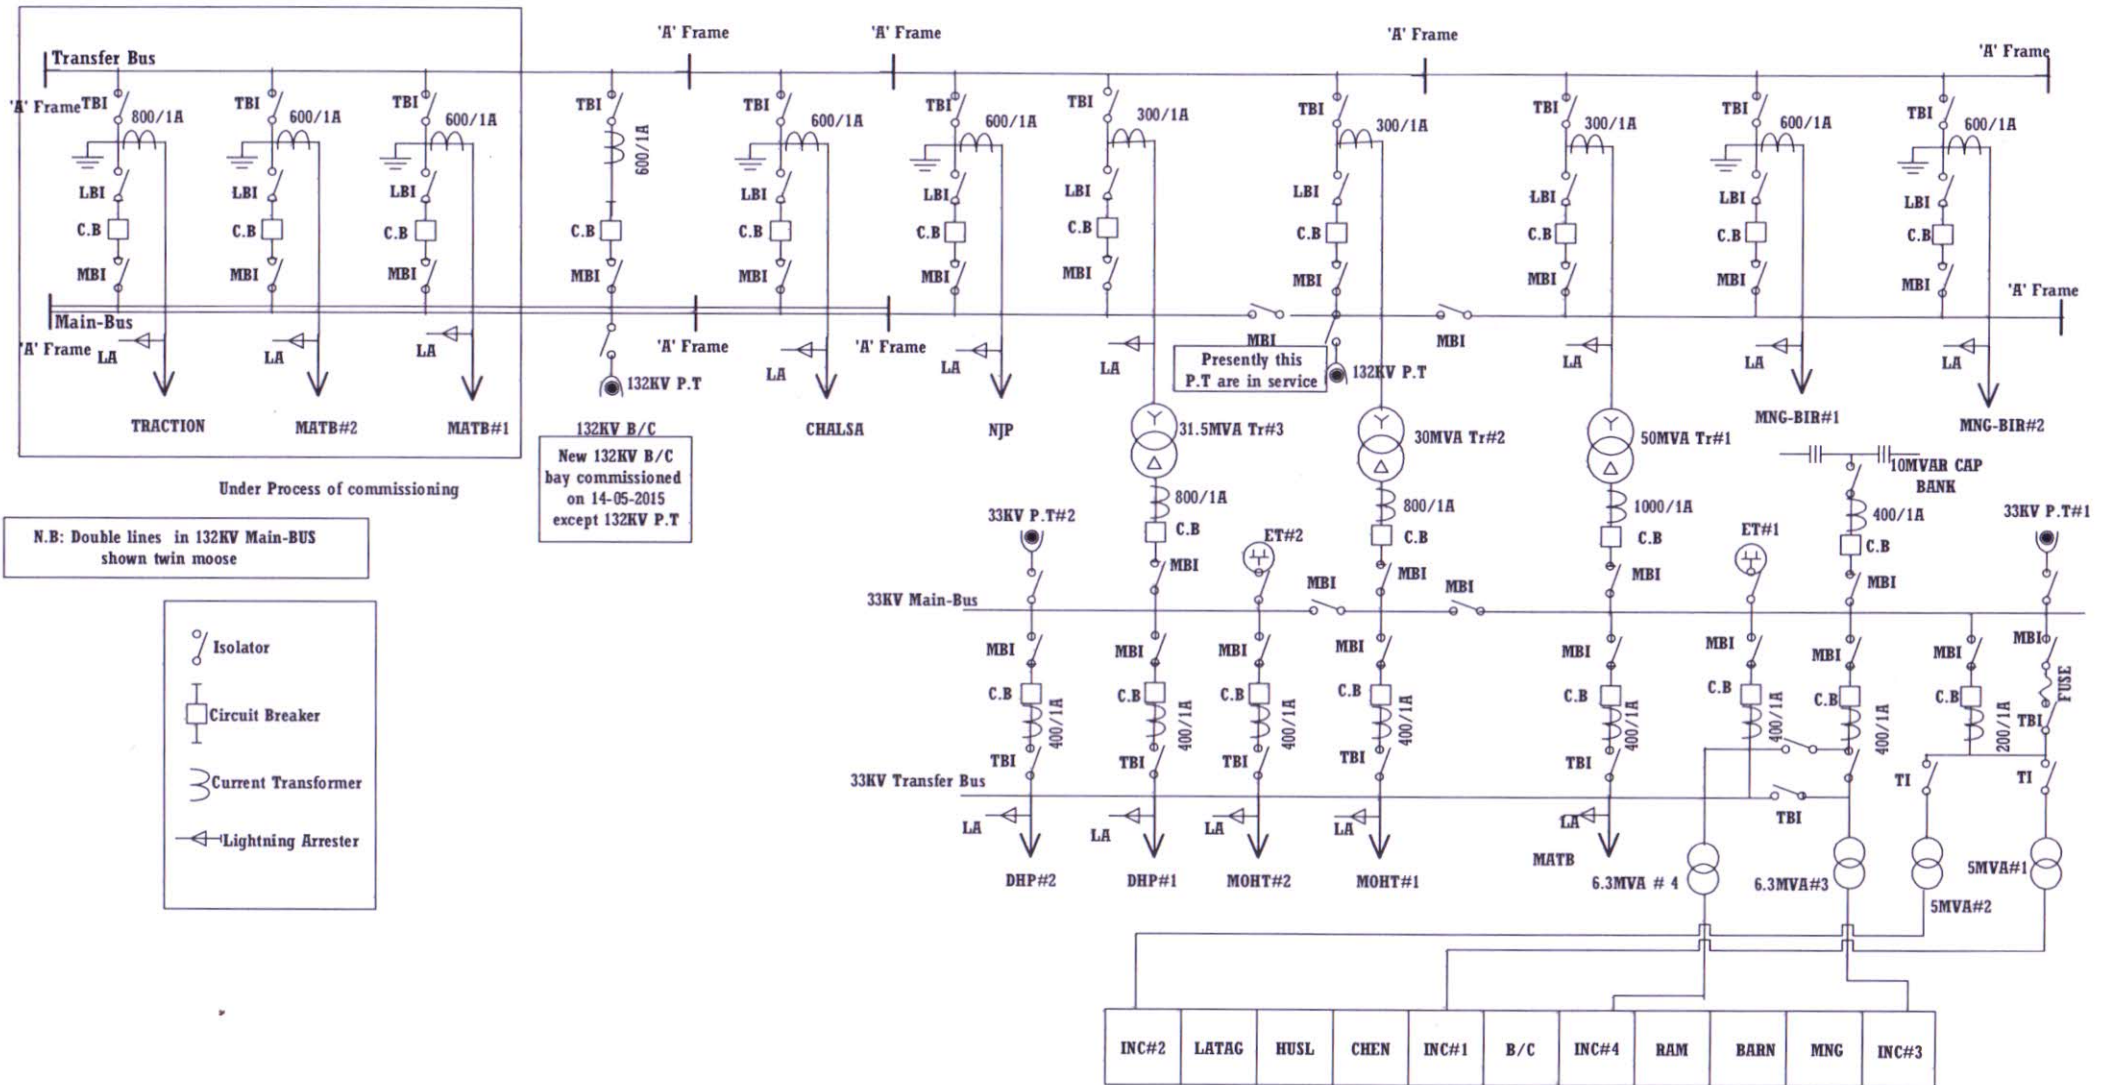 'A' Frame
'A' Frame
'A' Frame
'A' Frame
Transfer Bus
'A' Frame
TBI
800/1A
TBI
600/1A
TBI
600/1A
TBI
600/1A
TBI
600/1A
TBI
600/1A
TBI
300/1A
TBI
300/1A
TBI
300/1A
TBI
600/1A
TBI
600/1A
LBI
LBI
LBI
LBI
LBI
LBI
LBI
LBI
LBI
LBI
C.B
C.B
C.B
C.B
C.B
C.B
C.B
C.B
C.B
C.B
C.B
MBI
MBI
MBI
MBI
MBI
MBI
MBI
MBI
MBI
MBI
MBI
'A' Frame
Main-Bus
'A' Frame
'A' Frame
'A' Frame
MBI
MBI
LA
LA
LA
LA
LA
LA
LA
LA
LA
Presently this
P.T are in service
132KV P.T
132KV P.T
TRACTION
MATB#2
MATB#1
132KV B/C
CHALSA
NJP
31.5MVA Tr#3
30MVA Tr#2
50MVA Tr#1
MNG-BIR#1
MNG-BIR#2
New 132KV B/C
bay commissioned
on 14-05-2015
except 132KV P.T
Under Process of commissioning
10MVAR CAP
BANK
N.B: Double lines in 132KV Main-BUS
shown twin moose
33KV P.T#2
800/1A
C.B
MBI
ET#2
800/1A
C.B
MBI
1000/1A
C.B
MBI
ET#1
400/1A
C.B
MBI
33KV P.T#1
33KV Main-Bus
MBI
MBI
MBI
MBI
MBI
MBI
MBI
MBI
MBI
MBI
MBI
C.B
C.B
C.B
C.B
C.B
C.B
C.B
C.B
FUSE
400/1A
400/1A
400/1A
400/1A
400/1A
400/1A
400/1A
200/1A
TBI
TBI
TBI
TBI
TBI
TBI
33KV Transfer Bus
TBI
TI
TI
LA
LA
LA
LA
LA
DHP#2
DHP#1
MOHT#2
MOHT#1
MATB
6.3MVA # 4
6.3MVA#3
5MVA#2
5MVA#1
Isolator
Circuit Breaker
Current Transformer
Lightning Arrester
INC#2
LATAG
HUSL
CHEN
INC#1
B/C
INC#4
RAM
BARN
MNG
INC#3